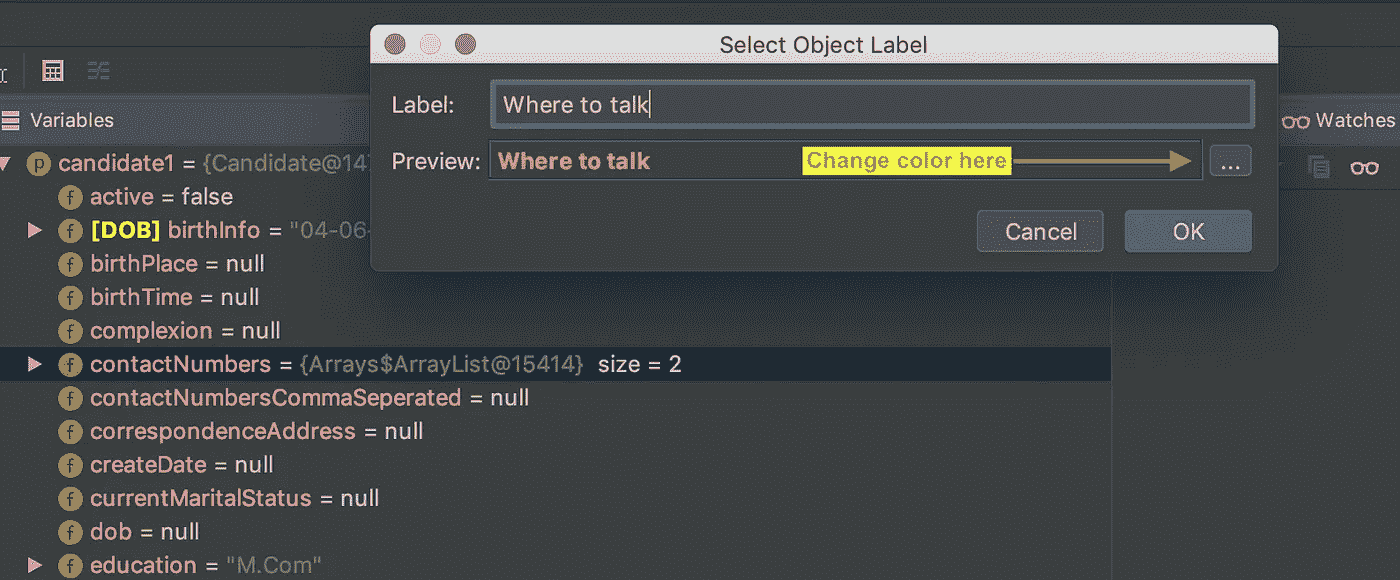 Select Object Label
Label: Where to talk
Preview: Where to talk Change color here ...
Cancel OK
Variables
Watches
candidate1 = {Candidate@14
active = false
[DOB] birthInfo = "04-06-
birthPlace = null
birthTime = null
complexion = null
contactNumbers = {Arrays$ArrayList@15414} size = 2
contactNumbersCommaSeperated = null
correspondenceAddress = null
createDate = null
currentMaritalStatus = null
dob = null
education = "M.Com"